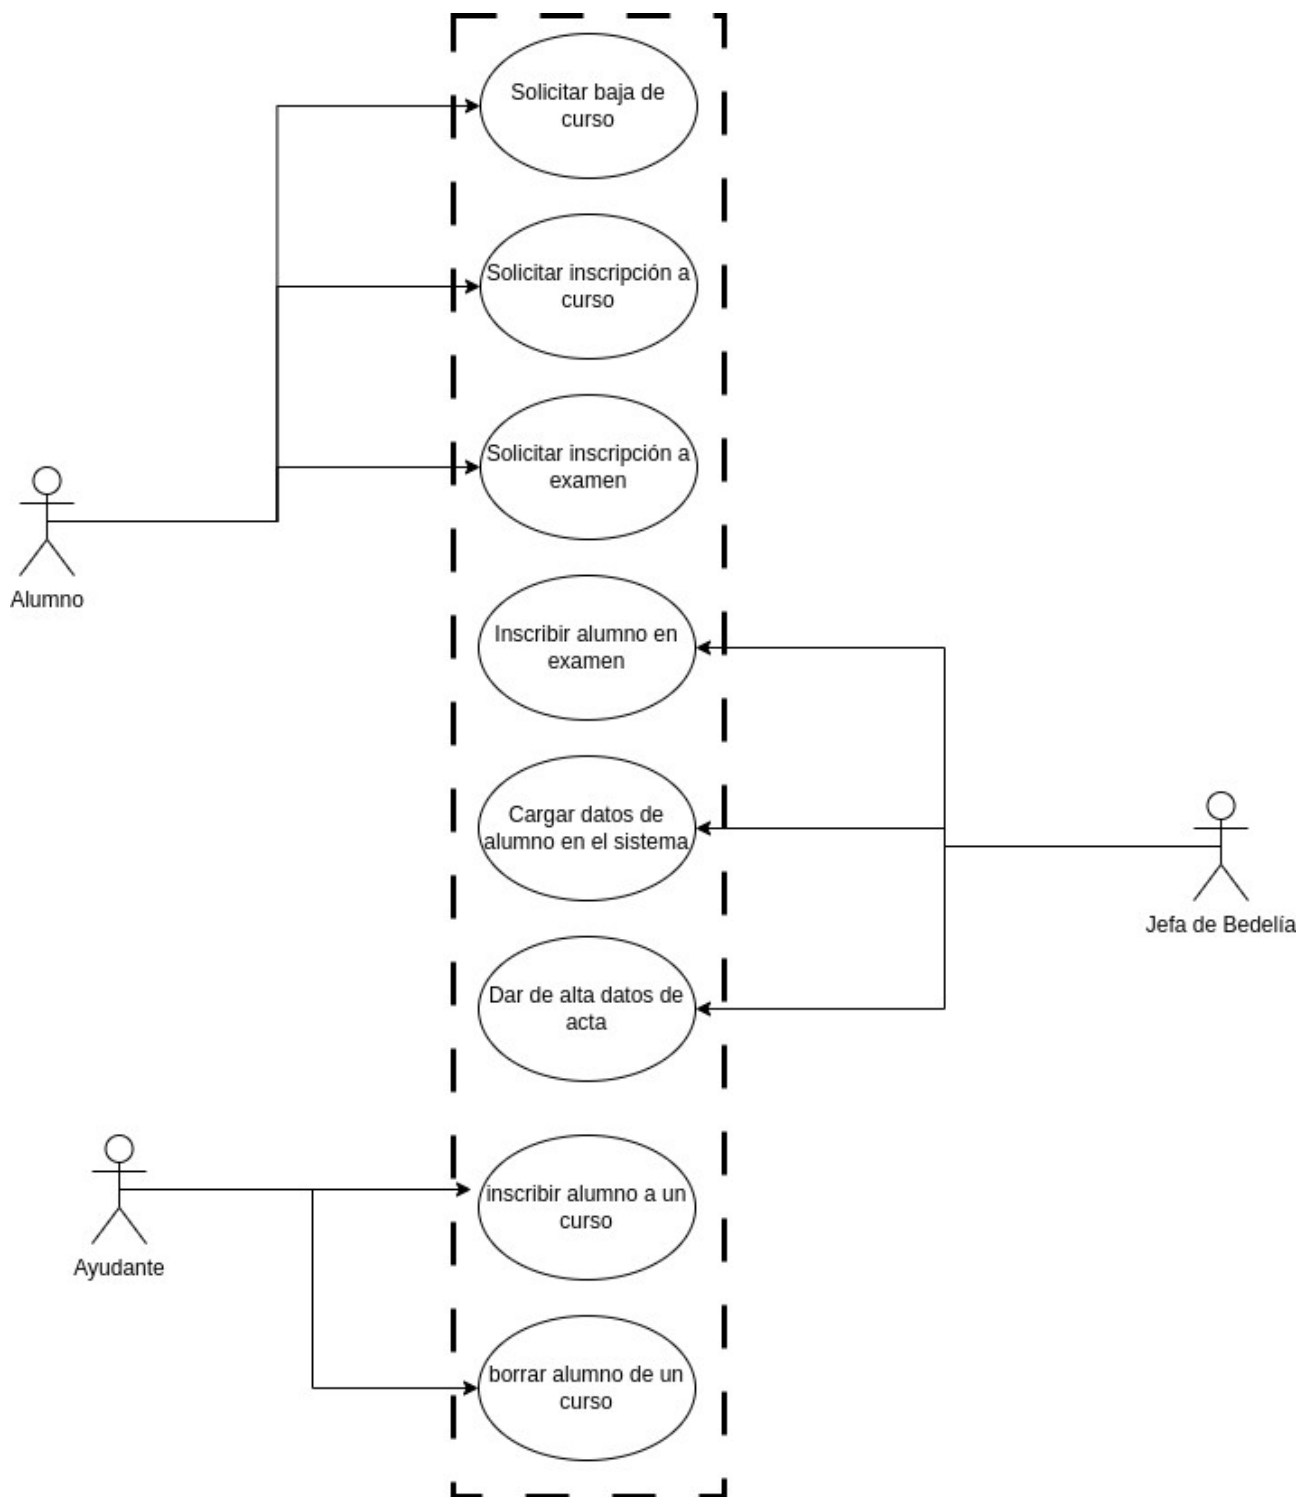 Solicitar baja de
curso
Solicitar inscripción a
curso
Solicitar inscripción a
examen
Alumno
Inscribir alumno en
examen
Cargar datos de
alumno en el sistema
Jefa de Bedelía
Dar de alta datos de
acta
Ayudante
inscribir alumno a un
curso
borrar alumno de un
curso